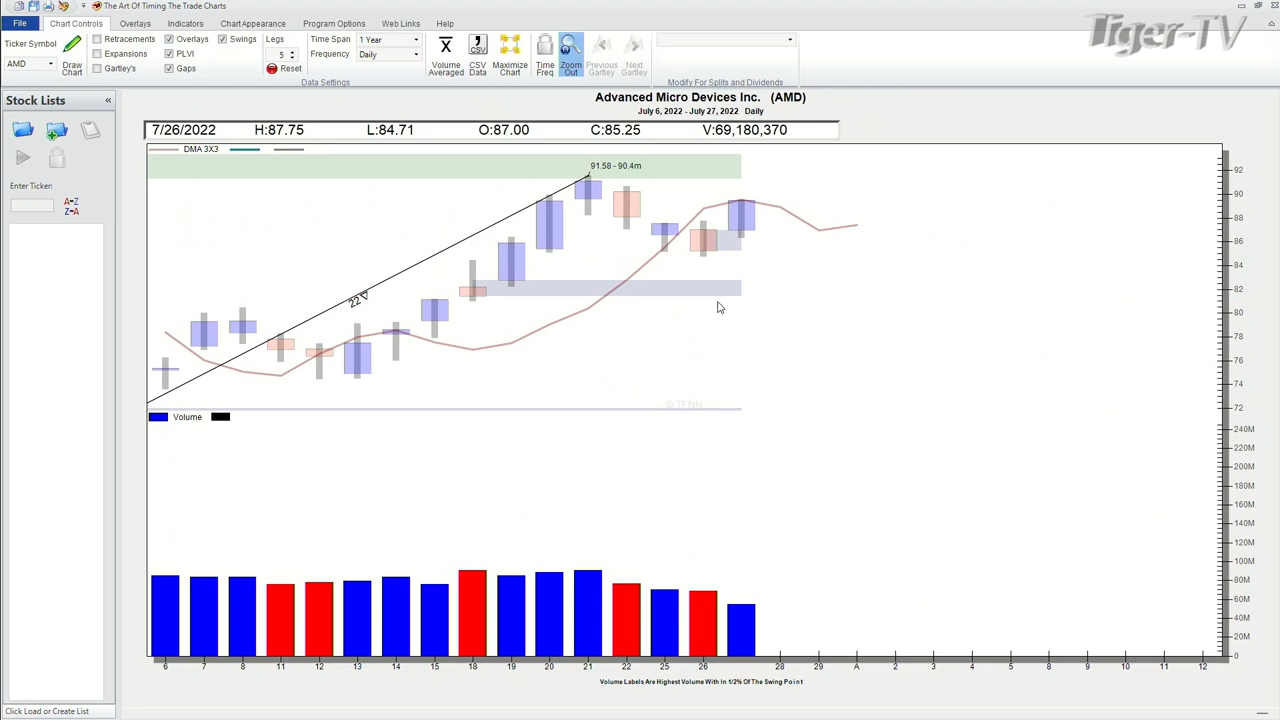 The Art Of Timing The Trade Charts
Tiger-TV
File Chart Controls Overlays Indicators Chart Appearance Program Options Web Links Help
Ticker Symbol
AMD
Draw Chart
Retracements
Expansions
Gartley's
Overlays
PLVI
Gaps
Swings
Legs
5
Reset
Time Span 1 Year
Frequency Daily
Data Settings
Volume Averaged
CSV Data
Maximize Chart
Time Freq
Zoom Out
Previous Gartley
Next Gartley
Modify For Splits and Dividends
Stock Lists «
Enter Ticker:
A-Z
Z-A
Click Load or Create List
Advanced Micro Devices Inc. (AMD)
July 6, 2022 - July 27, 2022 Daily
7/26/2022 H:87.75 L:84.71 O:87.00 C:85.25 V:69,180,370
DMA 3X3
91.58 - 90.4m
22
© TFNN
92
90
88
86
84
82
80
78
76
74
72
Volume
240M
220M
200M
180M
160M
140M
120M
100M
80M
60M
40M
20M
0
6 7 8 11 12 13 14 15 18 19 20 21 22 25 26 28 29 A 2 3 4 5 8 9 10 11 12
Volume Labels Are Highest Volume With In 1/2% Of The Swing Point